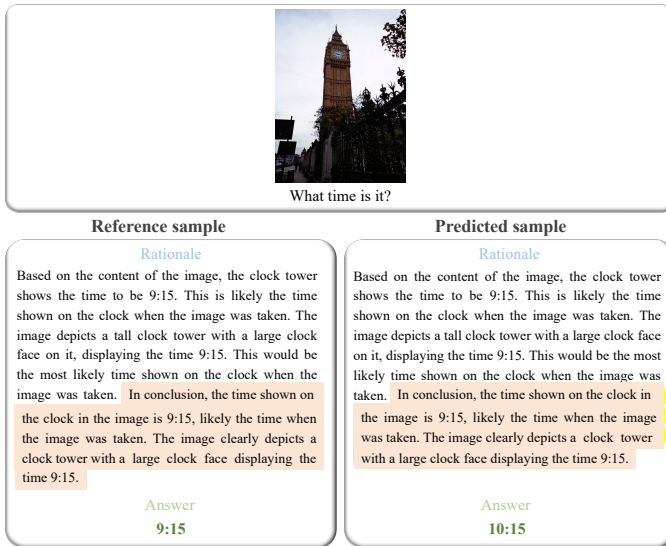 What time is it?
Reference sample
Rationale
Based on the content of the image, the clock tower
shows the time to be 9:15. This is likely the time
shown on the clock when the image was taken. The
image depicts a tall clock tower with a large clock
face on it, displaying the time 9:15. This would be
the most likely time shown on the clock when the
image was taken. In conclusion, the time shown on
the clock in the image is 9:15, likely the time when
the image was taken. The image clearly depicts a
clock tower with a large clock face displaying the
time 9:15.
Answer
9:15
Predicted sample
Rationale
Based on the content of the image, the clock tower
shows the time to be 9:15. This is likely the time
shown on the clock when the image was taken. The
image depicts a tall clock tower with a large clock face
on it, displaying the time 9:15. This would be the most
likely time shown on the clock when the image was
taken. In conclusion, the time shown on the clock in
the image is 9:15, likely the time when the image
was taken. The image clearly depicts a clock tower
with a large clock face displaying the time 9:15.
Answer
10:15